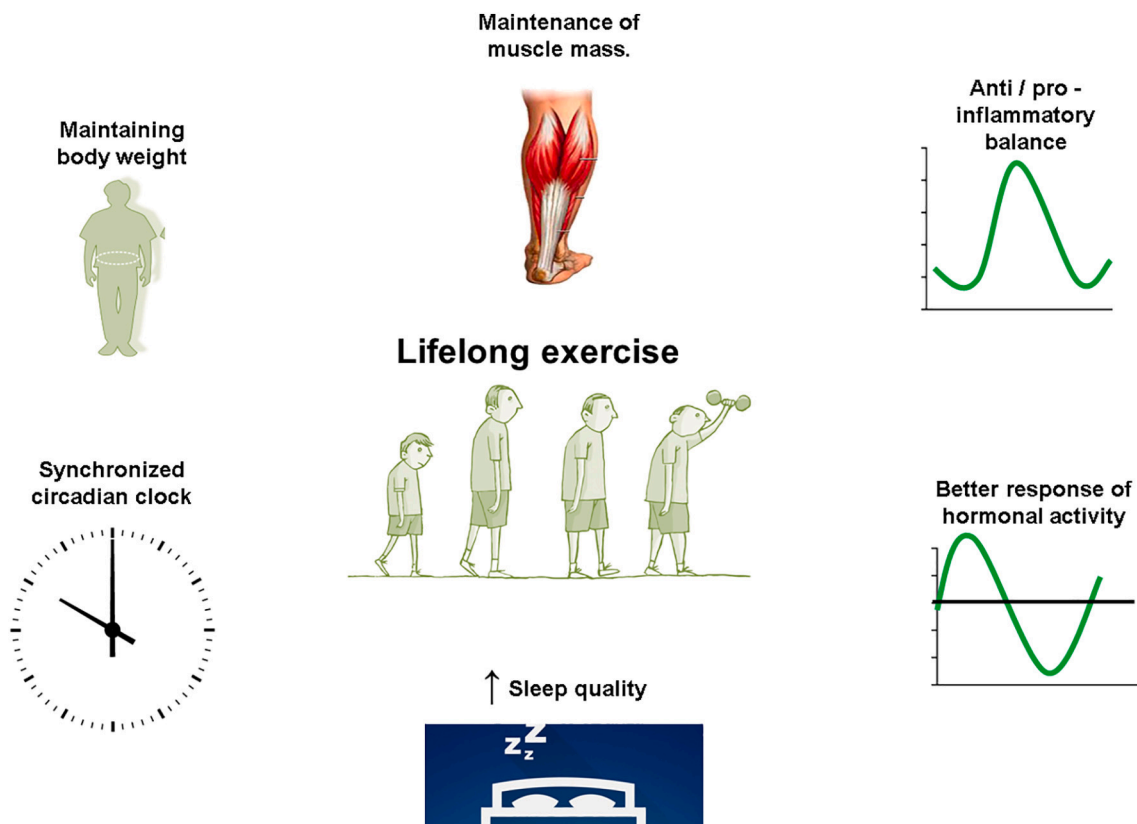 Maintenance of
muscle mass.
Maintaining
body weight
Anti / pro -
inflammatory
balance
Lifelong exercise
Synchronized
circadian clock
Better response of
hormonal activity
↑ Sleep quality
z z z